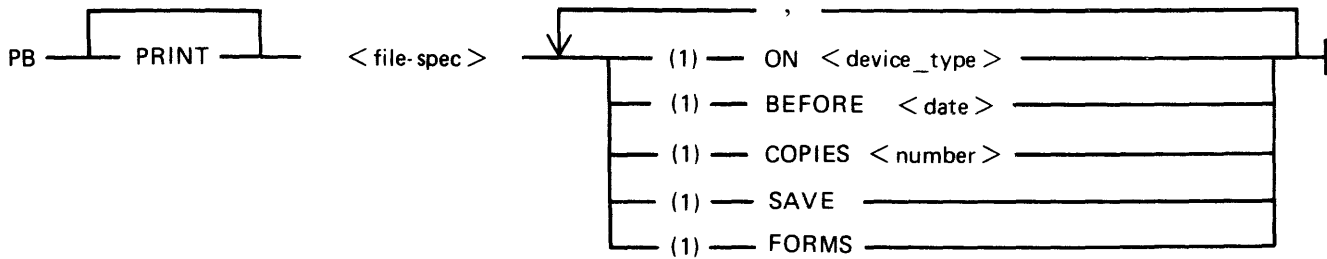 ,
PB PRINT <file-spec> (1) ON <device_type>
(1) BEFORE <date>
(1) COPIES <number>
(1) SAVE
(1) FORMS